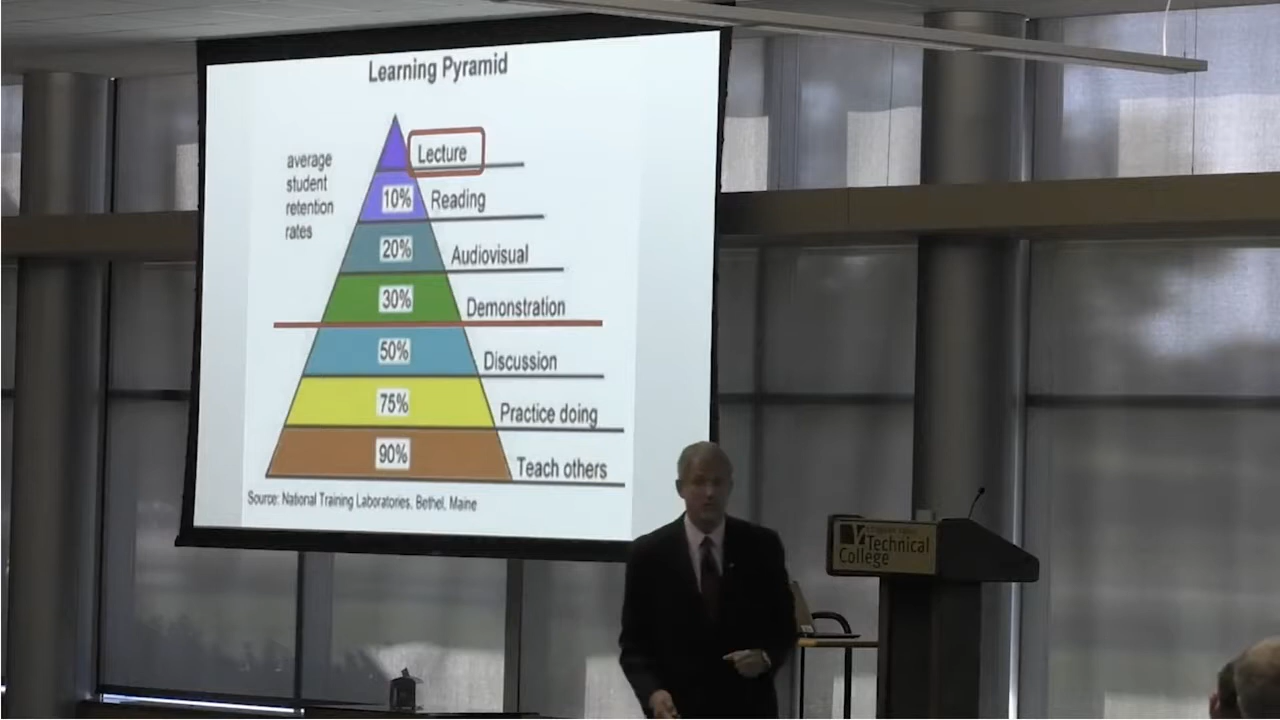 Learning Pyramid
average
student
retention
rates
Lecture
10%
Reading
20%
Audiovisual
30%
Demonstration
50%
Discussion
75%
Practice doing
90%
Teach others
Source: National Training Laboratories, Bethel, Maine
Technical
College